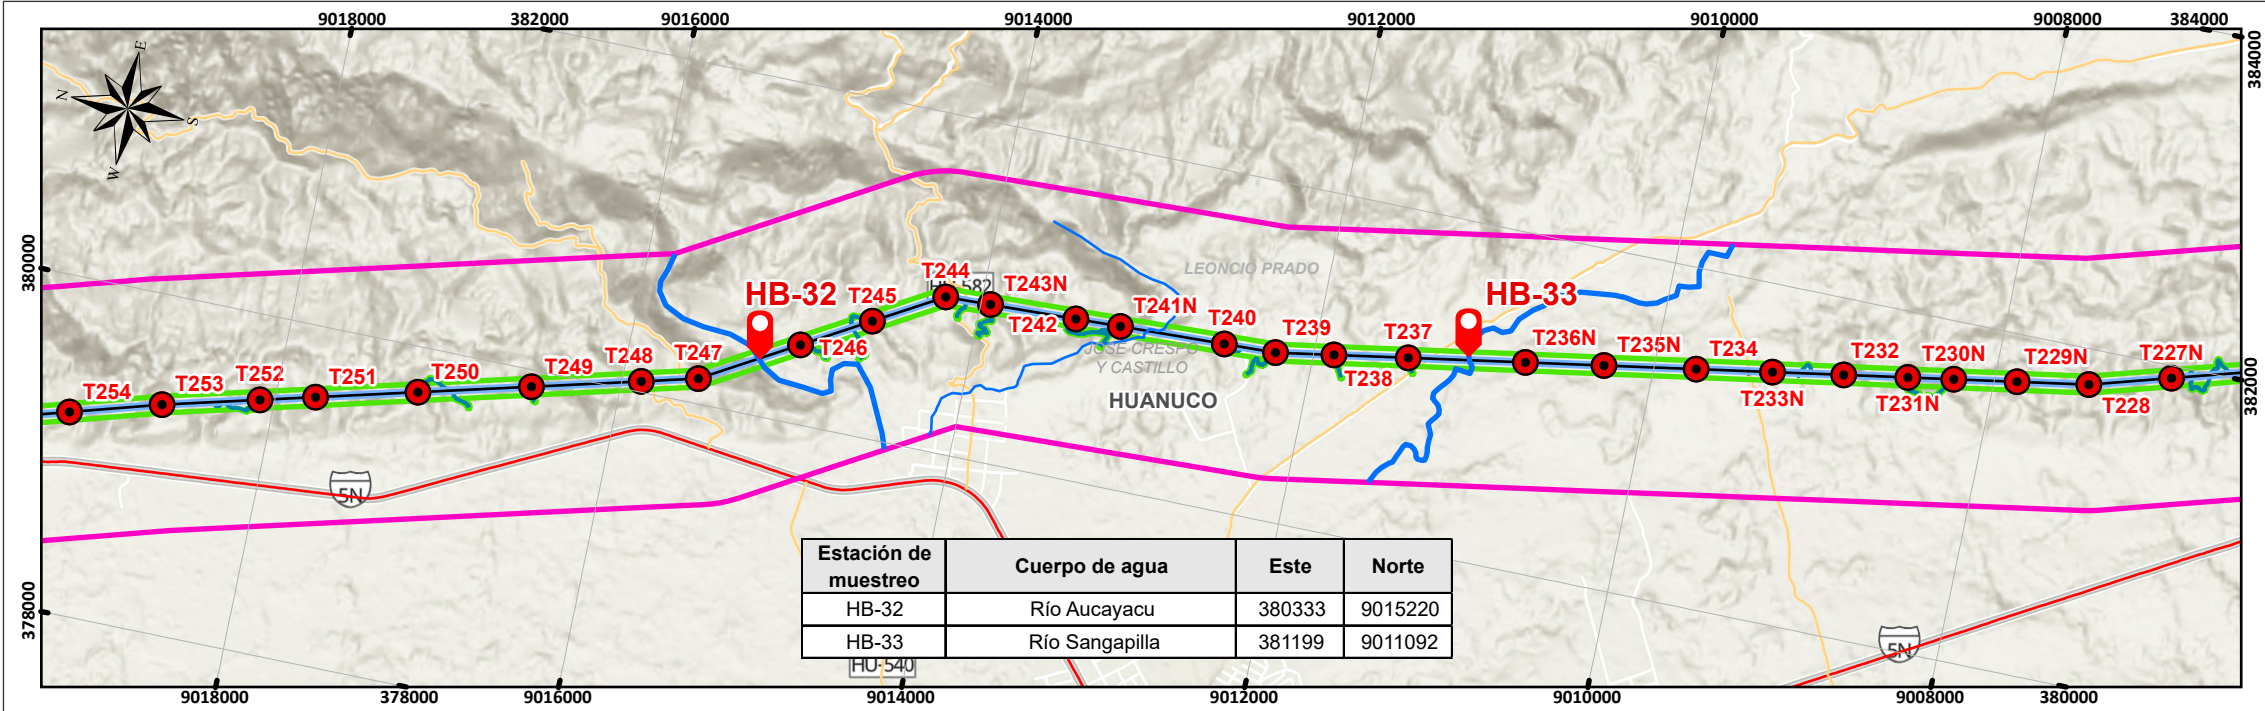 9018000 382000 9016000 9014000 9012000 9010000 9008000 384000
384000
E
N
S
W
LEONCIO PRADO
380000
T244
HU-582
T243N
HB-32
T245
HB-33
T242
T241N
T240
T239
T237
T236N
T246
T238
T235N
T234
T232
T230N
T229N
T227N
JOSE CRESPO
Y CASTILLO
T254
T253
T252
T251
T250
T249
T248
T247
T233N
T231N
T228
382000
HUANUCO
5N
378000
Estación de muestreo Cuerpo de agua Este Norte
HB-32 Río Aucayacu 380333 9015220
HB-33 Río Sangapilla 381199 9011092
HU-540
5N
9018000 378000 9016000 9014000 9012000 9010000 9008000 380000